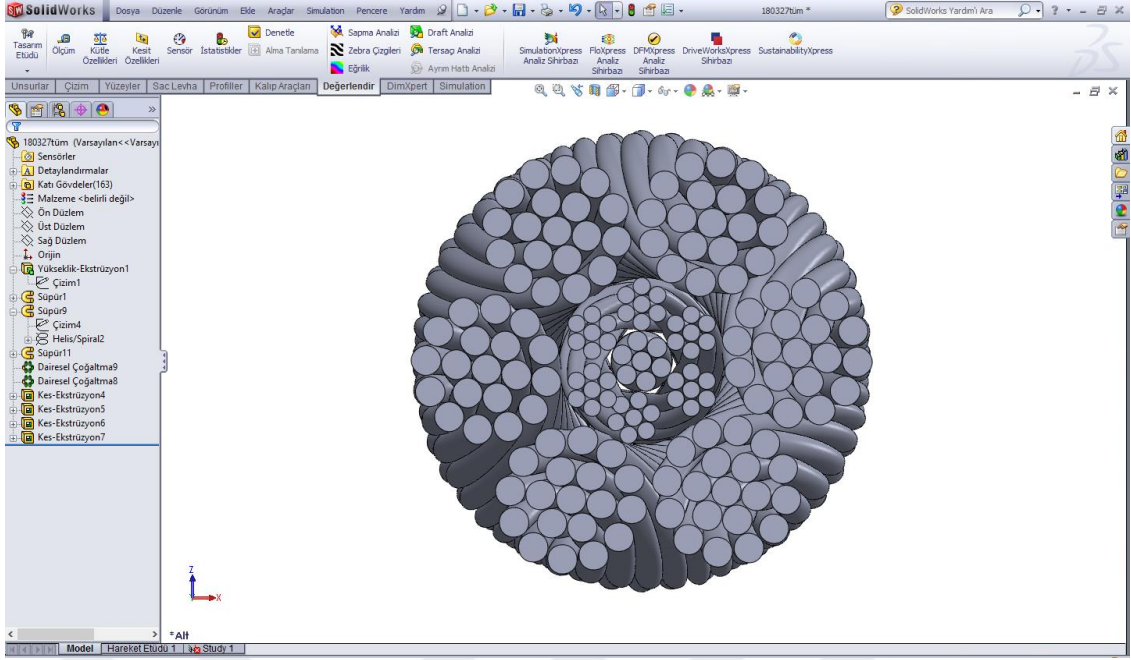 SolidWorks Dosya Düzenle Görünüm Ekle Araçlar Simulation Pencere Yardım 180327tüm * SolidWorks Yardım'ı Ara
Tasarım Etüdü
Ölçüm
Kütle Özellikleri
Kesit Özellikleri
Sensör
İstatistikler
Denetle
Alma Tanılama
Sapma Analizi
Zebra Çizgileri
Eğrilik
Draft Analizi
Tersaçı Analizi
Ayrım Hattı Analizi
SimulationXpress Analiz Sihirbazı
FloXpress Analiz Sihirbazı
DFMXpress Analiz Sihirbazı
DriveWorksXpress Sihirbazı
SustainabilityXpress
Unsurlar Çizim Yüzeyler Sac Levha Profiller Kalıp Araçları Değerlendir DimXpert Simulation
180327tüm (Varsayılan<<Varsayı
Sensörler
Detaylandırmalar
Katı Gövdeler(163)
Malzeme <belirli değil>
Ön Düzlem
Üst Düzlem
Sağ Düzlem
Orijin
Yükseklik-Ekstrüzyon1
Çizim1
Süpür1
Süpür9
Çizim4
Helis/Spiral2
Süpür11
Dairesel Çoğaltma9
Dairesel Çoğaltma8
Kes-Ekstrüzyon4
Kes-Ekstrüzyon5
Kes-Ekstrüzyon6
Kes-Ekstrüzyon7
Z
X
*Alt
Model Hareket Etüdü 1 Study 1